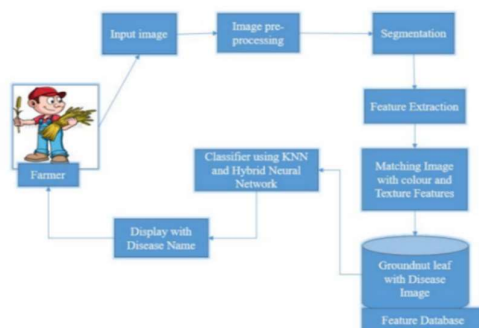 Input image
Image pre-
processing
Segmentation
Feature Extraction
Matching Image
with colour and
Texture Features
Groundnut leaf
with Disease
Image
Feature Database
Classifier using KNN
and Hybrid Neural
Network
Display with
Disease Name
Farmer